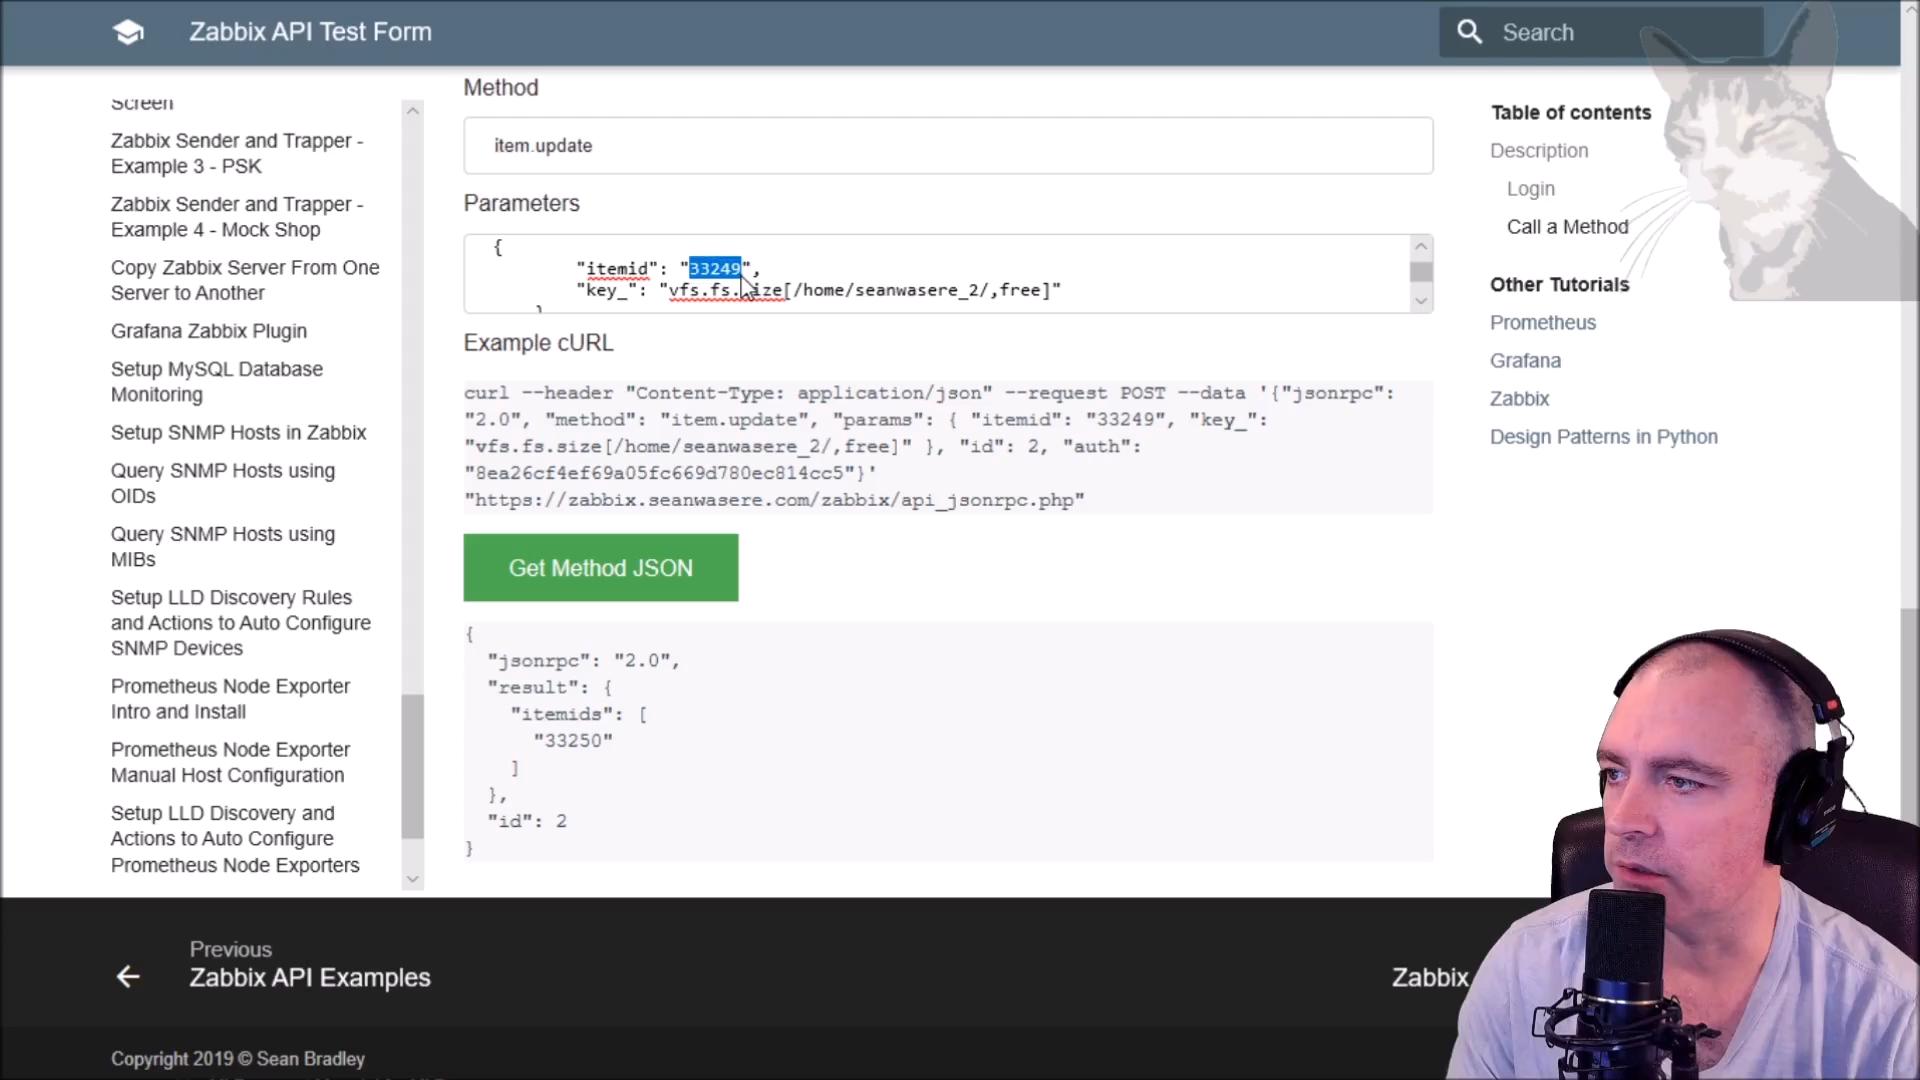 Zabbix API Test Form
Search
Screen
Zabbix Sender and Trapper -
Example 3 - PSK
Zabbix Sender and Trapper -
Example 4 - Mock Shop
Copy Zabbix Server From One
Server to Another
Grafana Zabbix Plugin
Setup MySQL Database
Monitoring
Setup SNMP Hosts in Zabbix
Query SNMP Hosts using
OIDs
Query SNMP Hosts using
MIBs
Setup LLD Discovery Rules
and Actions to Auto Configure
SNMP Devices
Prometheus Node Exporter
Intro and Install
Prometheus Node Exporter
Manual Host Configuration
Setup LLD Discovery and
Actions to Auto Configure
Prometheus Node Exporters
Method
item.update
Parameters
{
"itemid": "33249",
"key_": "vfs.fs.size[/home/seanwasere_2/,free]"
Example cURL
curl --header "Content-Type: application/json" --request POST --data '{"jsonrpc":
"2.0", "method": "item.update", "params": { "itemid": "33249", "key_":
"vfs.fs.size[/home/seanwasere_2/,free]" }, "id": 2, "auth":
"8ea26cf4ef69a05fc669d780ec814cc5"}'
"https://zabbix.seanwasere.com/zabbix/api_jsonrpc.php"
Get Method JSON
{
"jsonrpc": "2.0",
"result": {
"itemids": [
"33250"
]
},
"id": 2
}
Table of contents
Description
Login
Call a Method
Other Tutorials
Prometheus
Grafana
Zabbix
Design Patterns in Python
Previous
Zabbix API Examples
Zabbix
Copyright 2019 © Sean Bradley